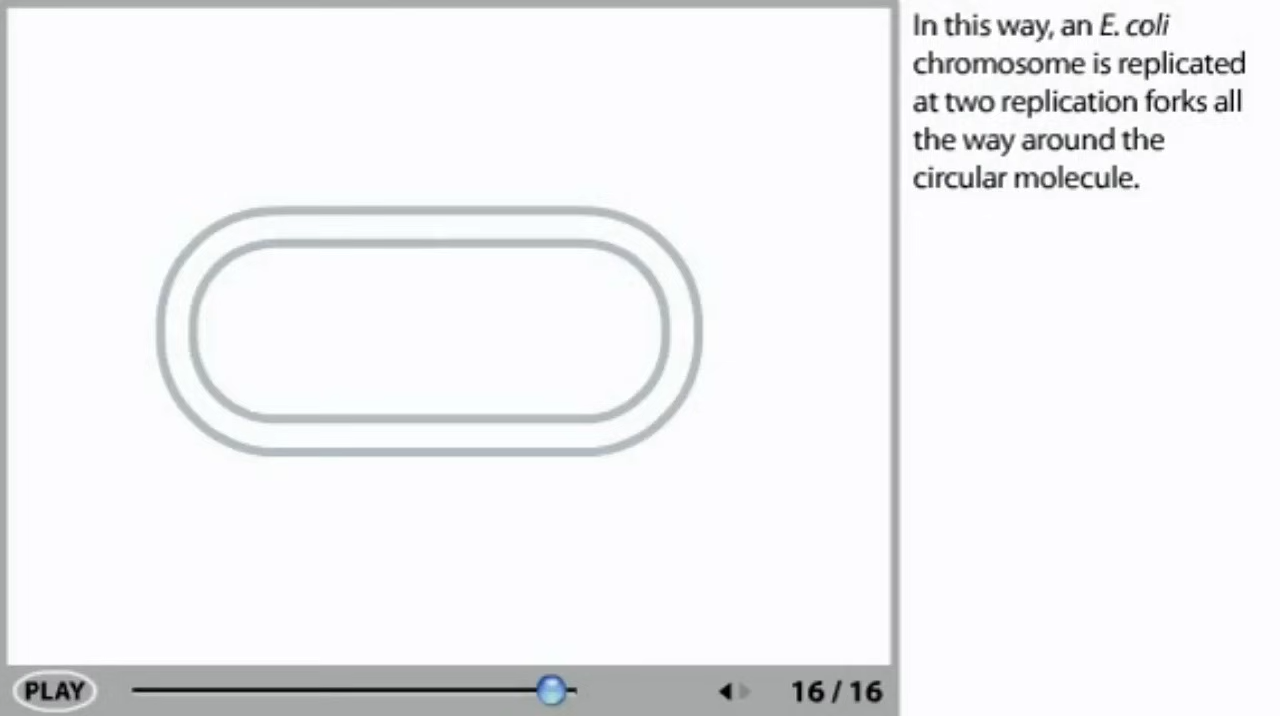 In this way, an E. coli
chromosome is replicated
at two replication forks all
the way around the
circular molecule.
PLAY
16 / 16